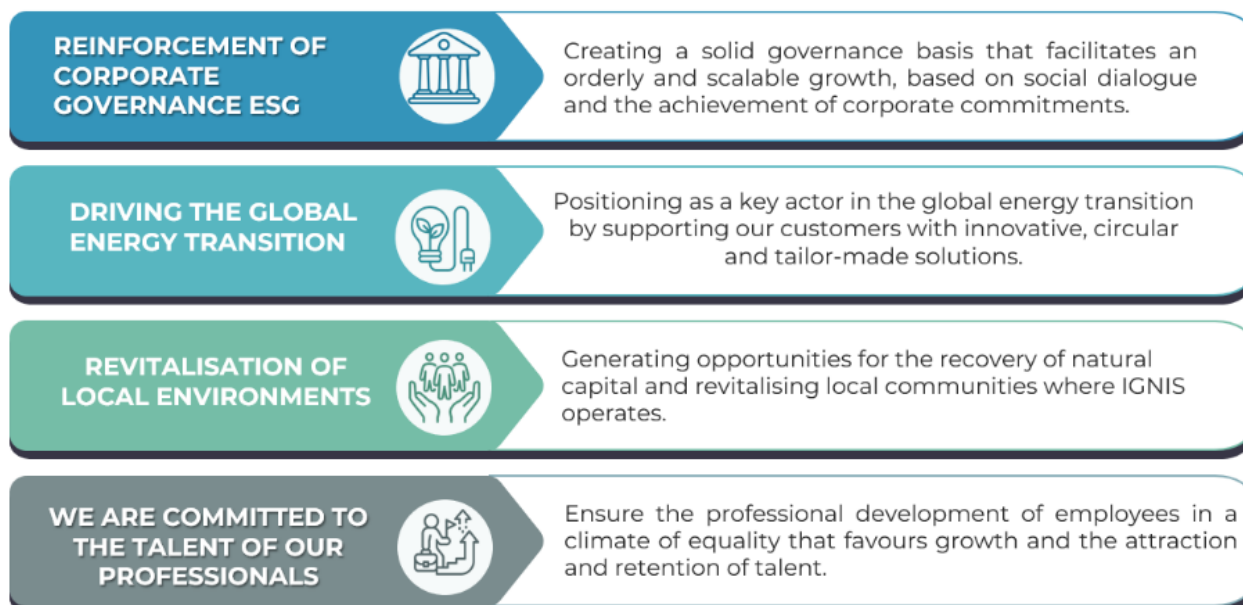 REINFORCEMENT OF
CORPORATE
GOVERNANCE ESG
Creating a solid governance basis that facilitates an
orderly and scalable growth, based on social dialogue
and the achievement of corporate commitments.
DRIVING THE GLOBAL
ENERGY TRANSITION
Positioning as a key actor in the global energy transition
by supporting our customers with innovative, circular
and tailor-made solutions.
REVITALISATION OF
LOCAL ENVIRONMENTS
Generating opportunities for the recovery of natural
capital and revitalising local communities where IGNIS
operates.
WE ARE COMMITTED TO
THE TALENT OF OUR
PROFESSIONALS
Ensure the professional development of employees in a
climate of equality that favours growth and the attraction
and retention of talent.